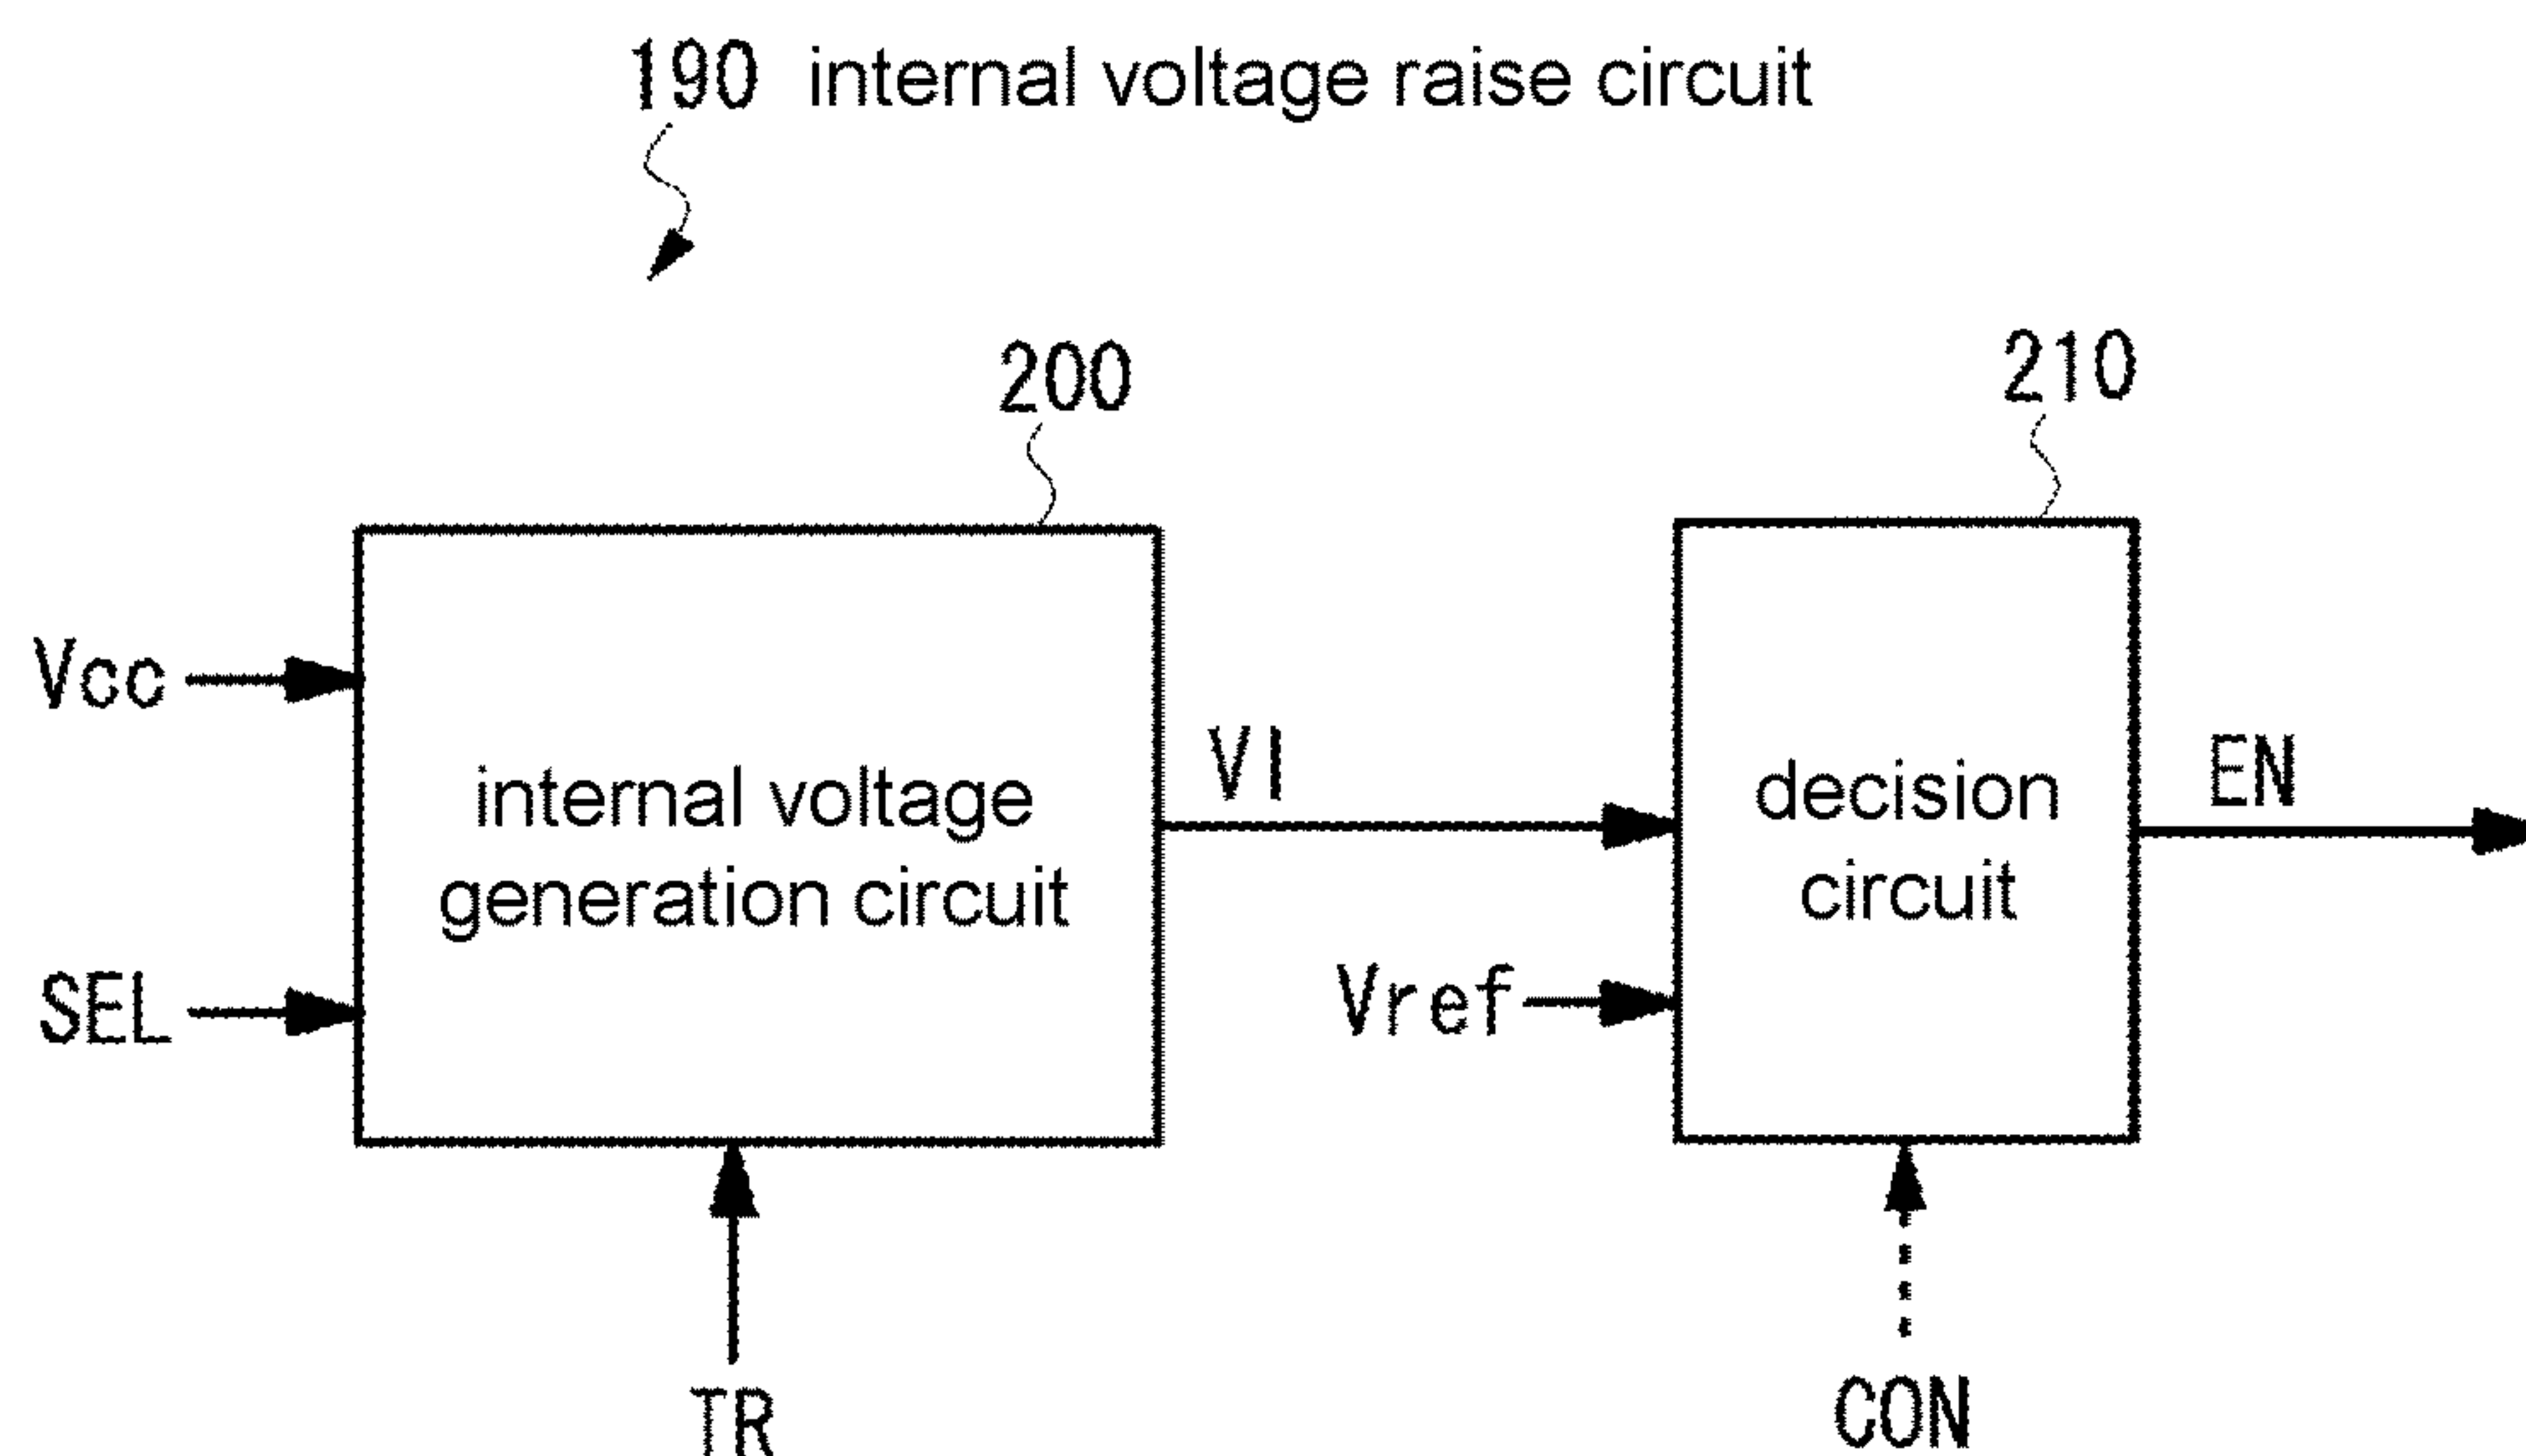 190 internal voltage raise circuit
200
210
Vcc
internal voltage
generation circuit
SEL
TR
VI
Vref
decision
circuit
EN
CON